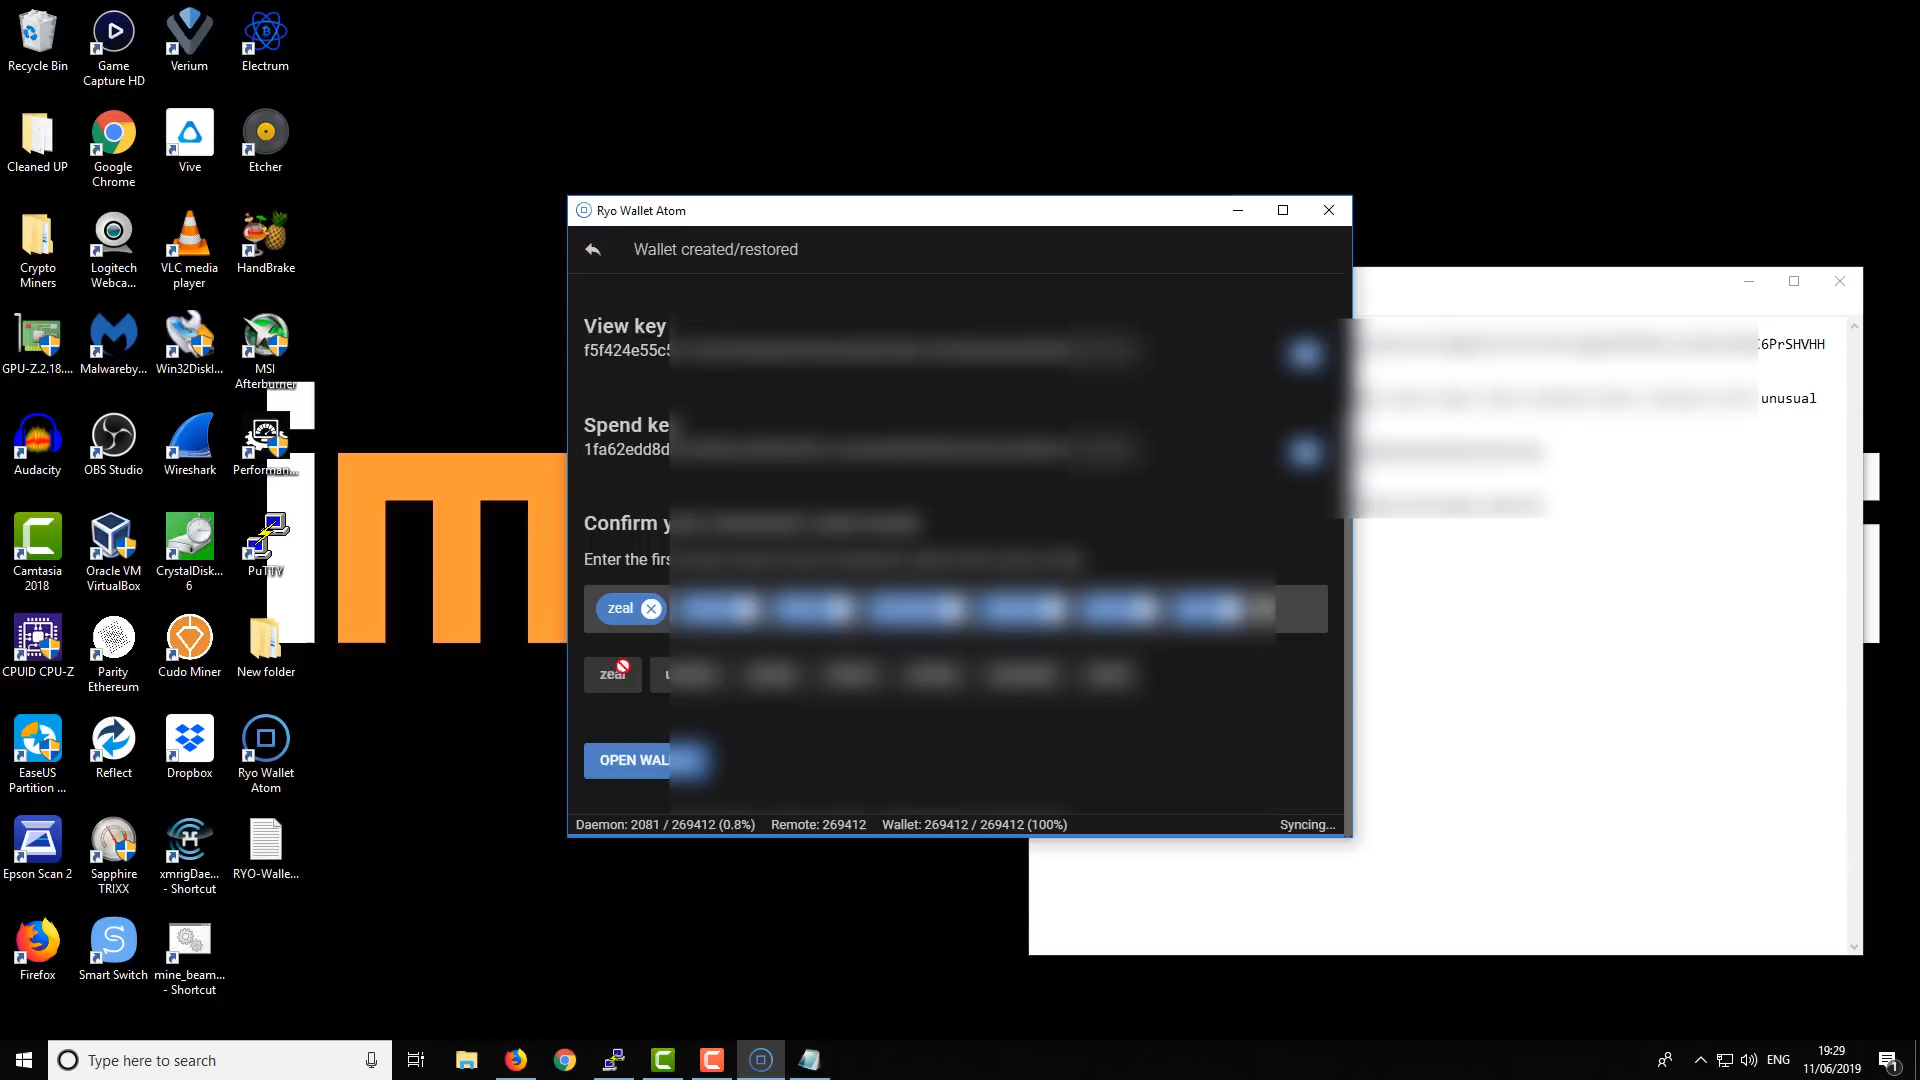 Recycle Bin
Game
Capture HD
Verium
Electrum
Cleaned UP
Google
Chrome
Vive
Etcher
Crypto
Miners
Logitech
Webca...
VLC media
player
HandBrake
GPU-Z.2.18....
Malwareby...
Win32DiskI...
MSI
Afterburner
Audacity
OBS Studio
Wireshark
Performan...
Camtasia
2018
Oracle VM
VirtualBox
CrystalDisk...
6
PuTTY
CPUID CPU-Z
Parity
Ethereum
Cudo Miner
New folder
EaseUS
Partition ...
Reflect
Dropbox
Ryo Wallet
Atom
Epson Scan 2
Sapphire
TRIXX
xmrigDae...
- Shortcut
RYO-Walle...
Firefox
Smart Switch
mine_beam...
- Shortcut
Ryo Wallet Atom
Wallet created/restored
View key
f5f424e55c5
Spend ke
1fa62edd8d
Confirm y
Enter the firs
zeal
zeal
OPEN WAL
Daemon: 2081 / 269412 (0.8%) Remote: 269412 Wallet: 269412 / 269412 (100%) Syncing...
6PrSHVHH
unusual
Type here to search
ENG
19:29
11/06/2019
1